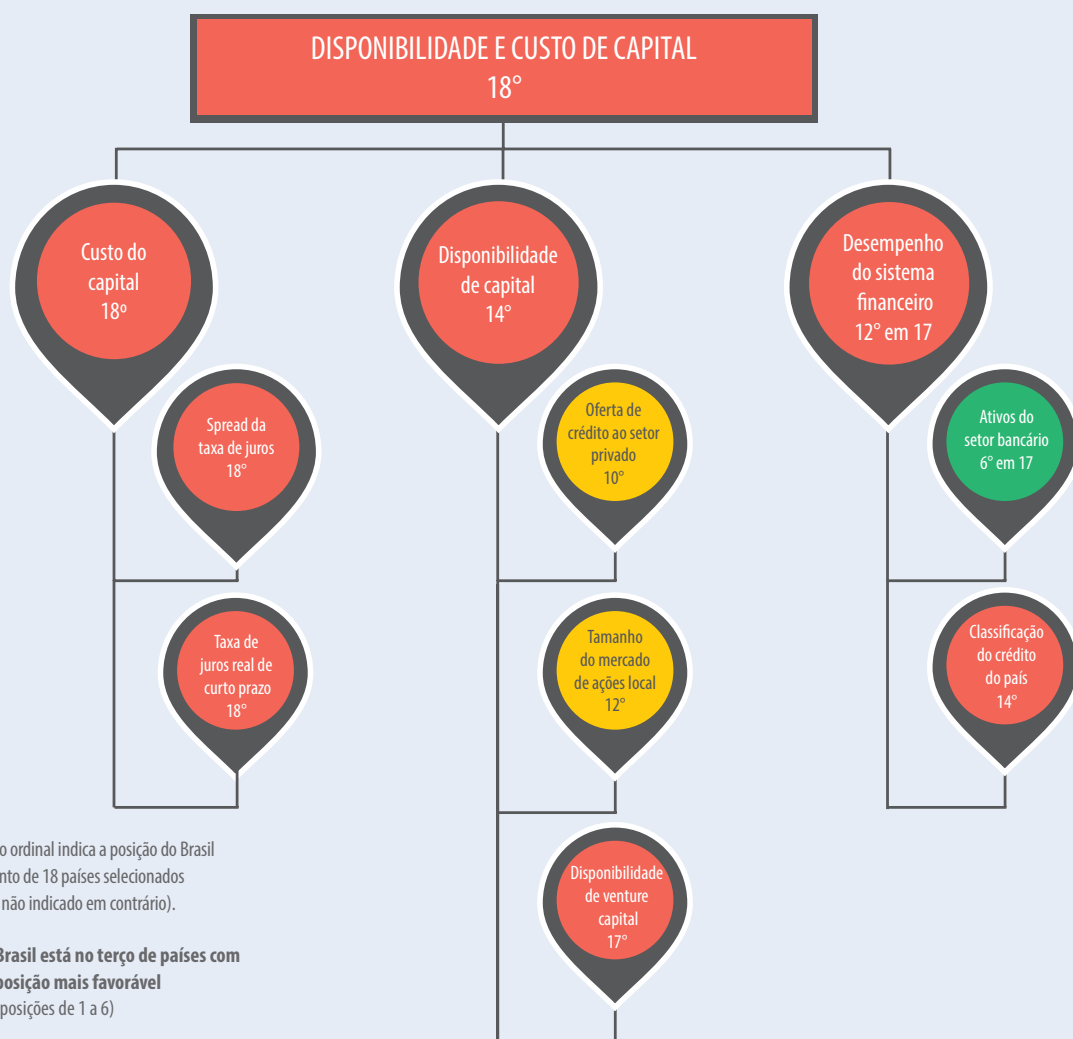 DISPONIBILIDADE E CUSTO DE CAPITAL
18°
Custo do
capital
18º
Disponibilidade
de capital
14°
Desempenho
do sistema
financeiro
12° em 17
Spread da
taxa de juros
18°
Oferta de
crédito ao setor
privado
10°
Ativos do
setor bancário
6° em 17
Taxa de
juros real de
curto prazo
18°
Tamanho
do mercado
de ações local
12°
Classificação
do crédito
do país
14°
Disponibilidade
de venture
capital
17°
o ordinal indica a posição do Brasil
nto de 18 países selecionados
não indicado em contrário).
Brasil está no terço de países com
posição mais favorável
posições de 1 a 6)